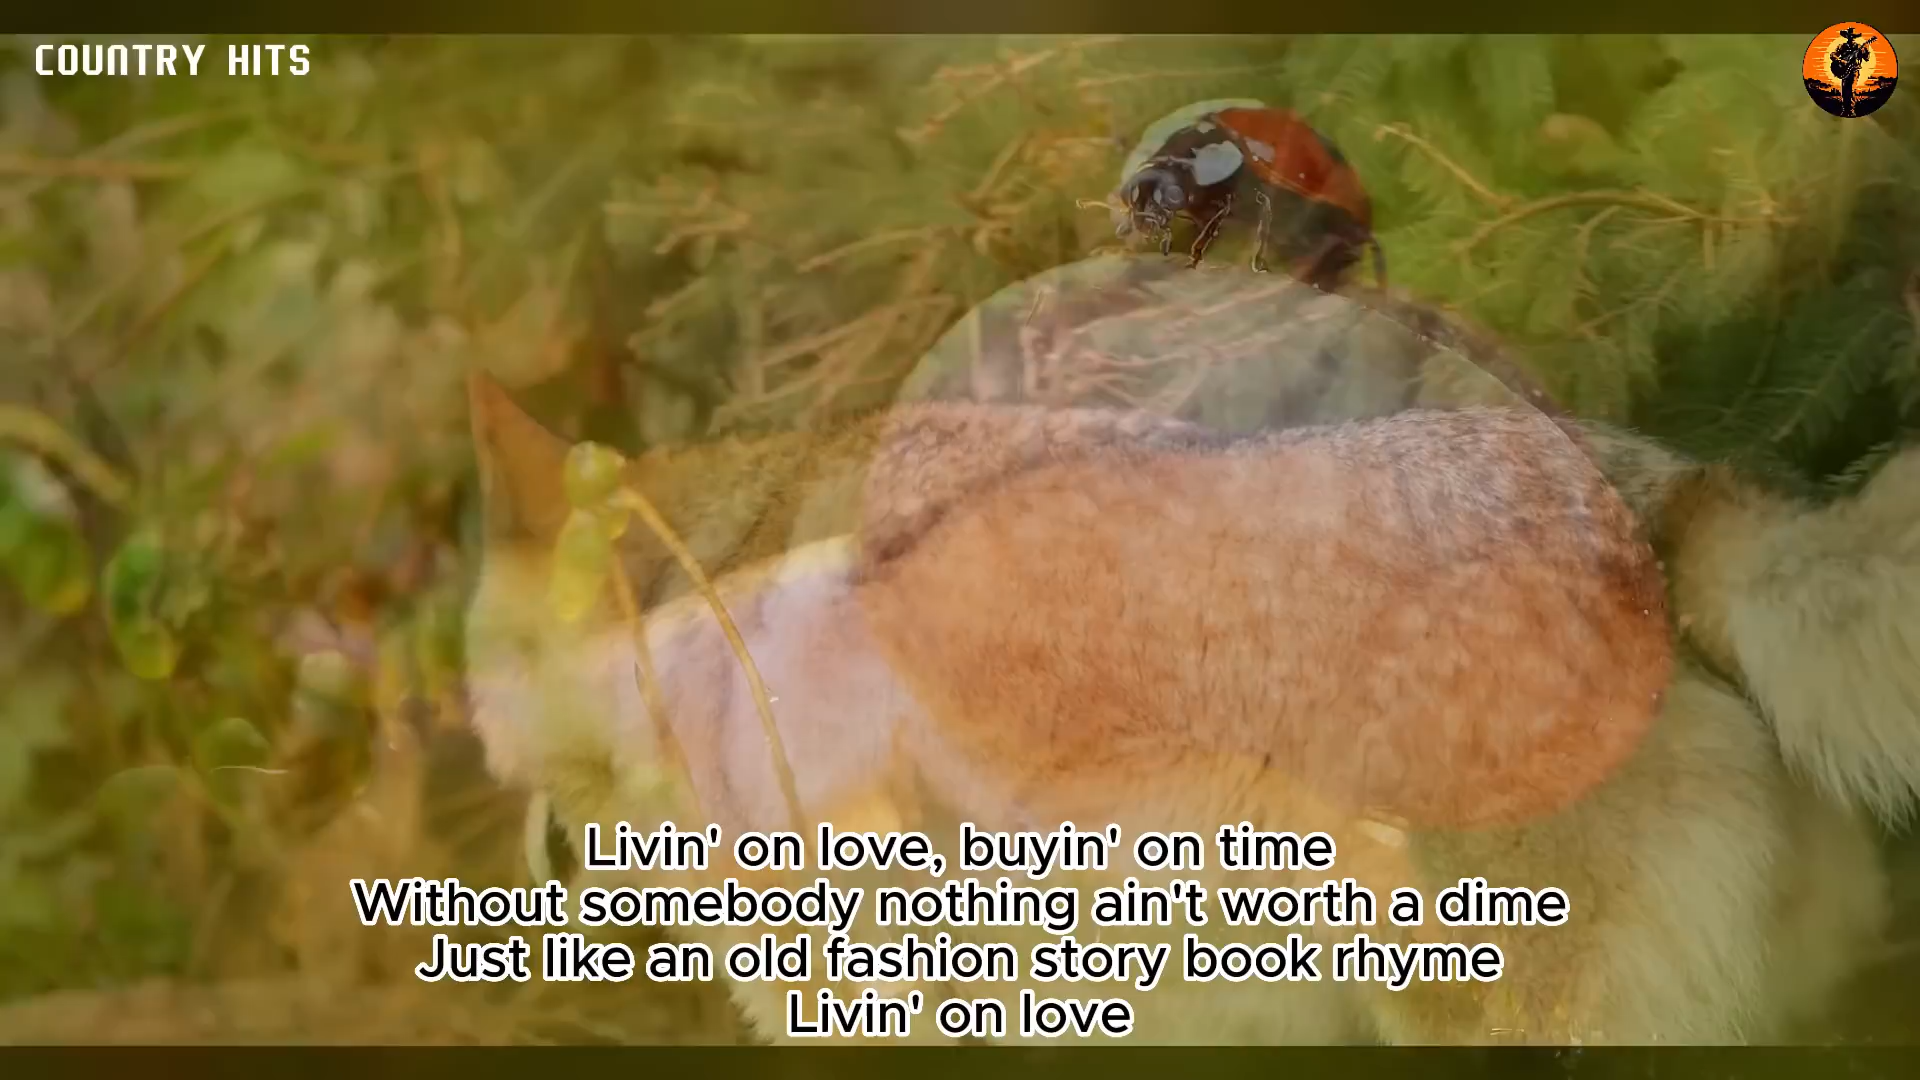 COUNTRY HITS
Livin' on love, buyin' on time
Without somebody nothing ain't worth a dime
Just like an old fashion story book rhyme
Livin' on love